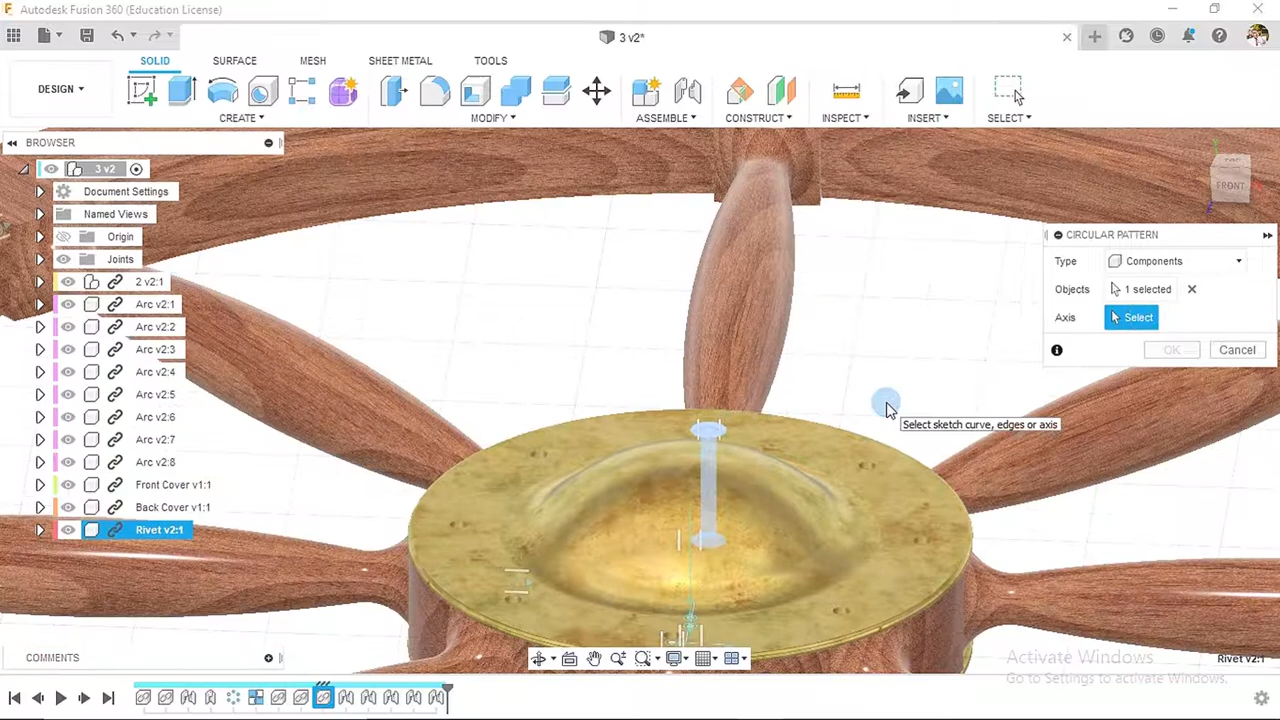 Autodesk Fusion 360 (Education License)
3 v2*
SOLID SURFACE MESH SHEET METAL TOOLS
DESIGN
CREATE MODIFY ASSEMBLE CONSTRUCT INSPECT INSERT SELECT
BROWSER
3 v2
Document Settings
Named Views
Origin
Joints
2 v2:1
Arc v2:1
Arc v2:2
Arc v2:3
Arc v2:4
Arc v2:5
Arc v2:6
Arc v2:7
Arc v2:8
Front Cover v1:1
Back Cover v1:1
Rivet v2:1
TOP
FRONT
Z
CIRCULAR PATTERN
Type Components
Objects 1 selected
Axis Select
OK Cancel
Select sketch curve, edges or axis
COMMENTS
Activate Windows
Go to Settings to activate Windows.
Rivet v2:1